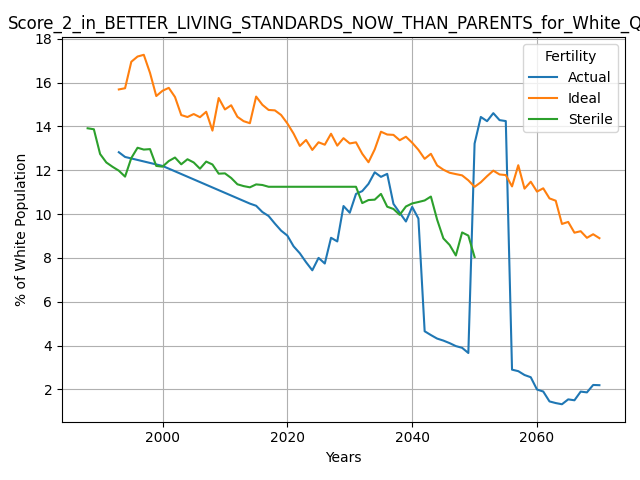 Score_2_in_BETTER_LIVING_STANDARDS_NOW_THAN_PARENTS_for_White_Q
18
16
14
12
10
8
6
4
2
% of White Population
2000
2020
2040
2060
Years
Fertility
Actual
Ideal
Sterile